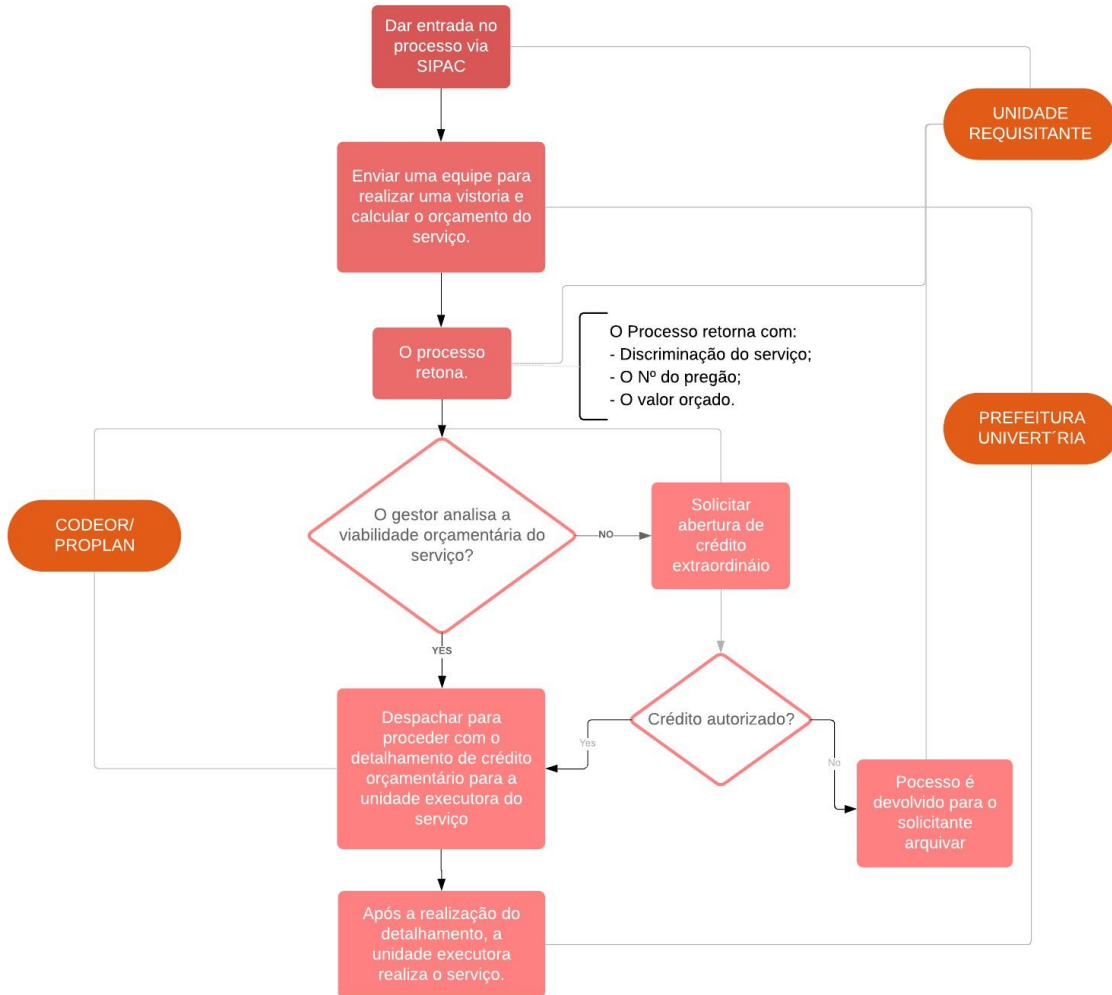 Dar entrada no
processo via
SIPAC
UNIDADE
REQUISITANTE
Enviar uma equipe para
realizar uma vistoria e
calcular o orçamento do
serviço.
O processo
retona.
O Processo retorna com:
- Discriminação do serviço;
- O Nº do pregão;
- O valor orçado.
PREFEITURA
UNIVERT´RIA
CODEOR/
PROPLAN
O gestor analisa a
viabilidade orçamentária do
serviço?
NO
Solicitar
abertura de
crédito
extraordináio
YES
Crédito autorizado?
Yes
No
Despachar para
proceder com o
detalhamento de crédito
orçamentário para a
unidade executora do
serviço
Pocesso é
devolvido para o
solicitante
arquivar
Após a realização do
detalhamento, a
unidade executora
realiza o serviço.